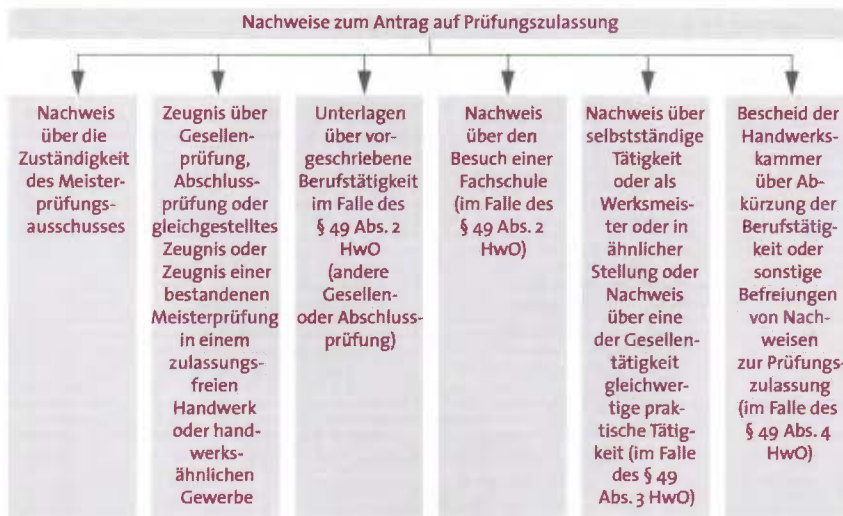 Nachweise zum Antrag auf Prüfungszulassung
Nachweis
über die
Zuständigkeit
des Meister-
prüfungs-
ausschusses
Zeugnis über
Gesellen-
prüfung,
Abschluss-
prüfung oder
gleichgestelltes
Zeugnis oder
Zeugnis einer
bestandenen
Meisterprüfung
in einem
zulassungs-
freien
Handwerk
oder hand-
werks-
ähnlichen
Gewerbe
Unterlagen
über vor-
geschriebene
Berufstätigkeit
im Falle des
§ 49 Abs. 2
HwO
(andere
Gesellen-
oder Abschluss-
prüfung)
Nachweis
über den
Besuch einer
Fachschule
(im Falle des
§ 49 Abs. 2
HwO)
Nachweis über
selbstständige
Tätigkeit
oder als
Werksmeis-
ter oder in
ähnlicher
Stellung oder
Nachweis
über eine
der Gesellen-
tätigkeit
gleichwer-
tige prak-
tische Tätig-
keit (im Falle
des § 49
Abs. 3 HwO)
Bescheid der
Handwerks-
kammer
über Ab-
kürzung der
Berufstätig-
keit oder
sonstige
Befreiungen
von Nach-
weisen
zur Prüfungs-
zulassung
(im Falle des
§ 49 Abs. 4
HwO)